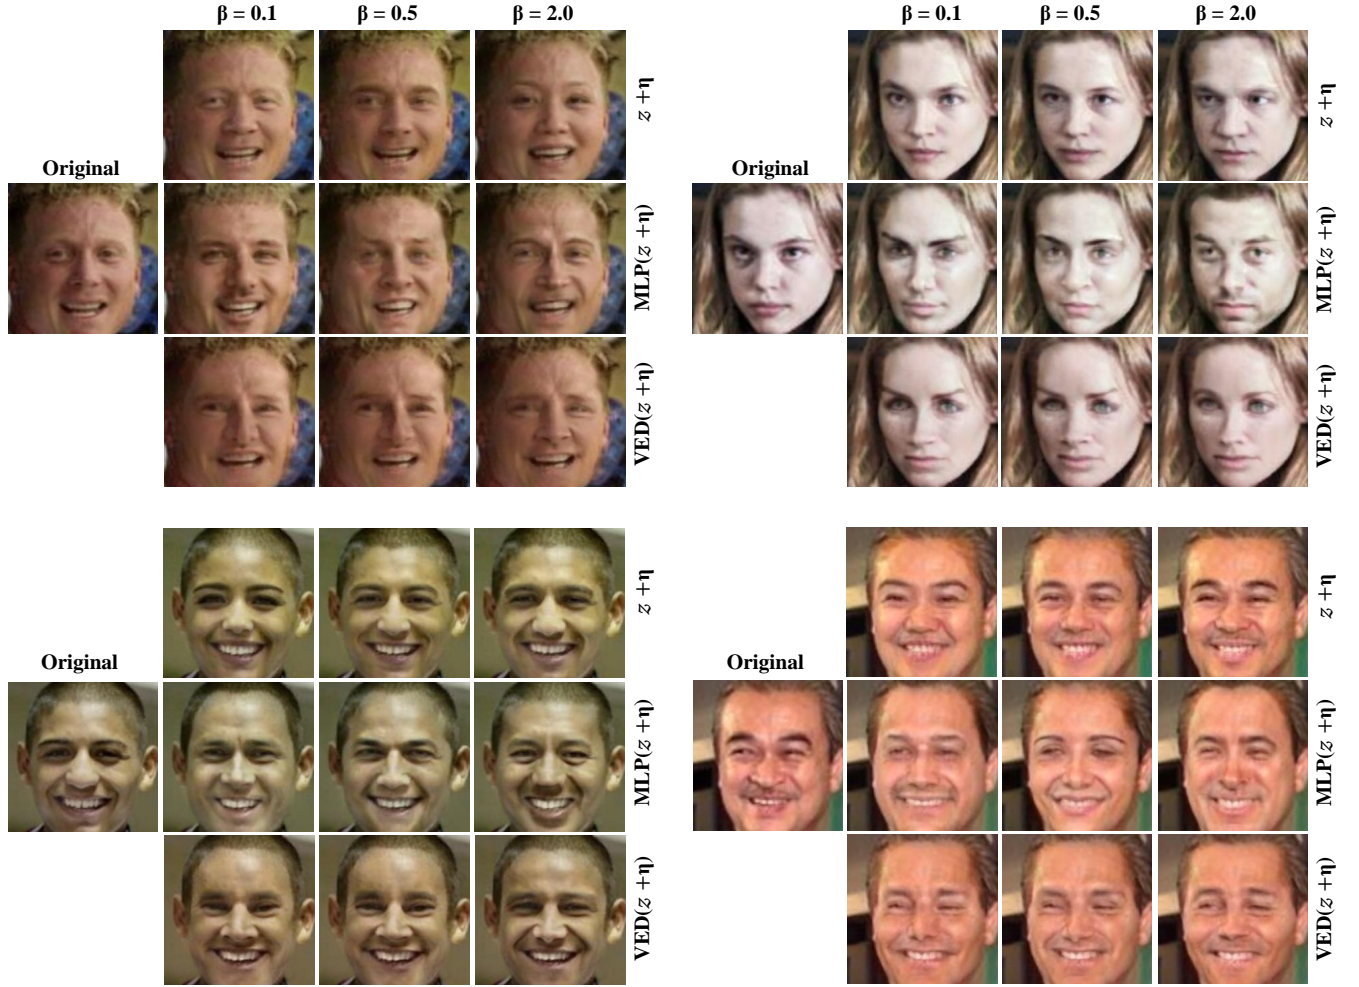 β = 0.1 β = 0.5 β = 2.0
z + η
Original
MLP(z + η)
VED(z + η)
β = 0.1 β = 0.5 β = 2.0
z + η
Original
MLP(z + η)
VED(z + η)
z + η
Original
MLP(z + η)
VED(z + η)
z + η
Original
MLP(z + η)
VED(z + η)